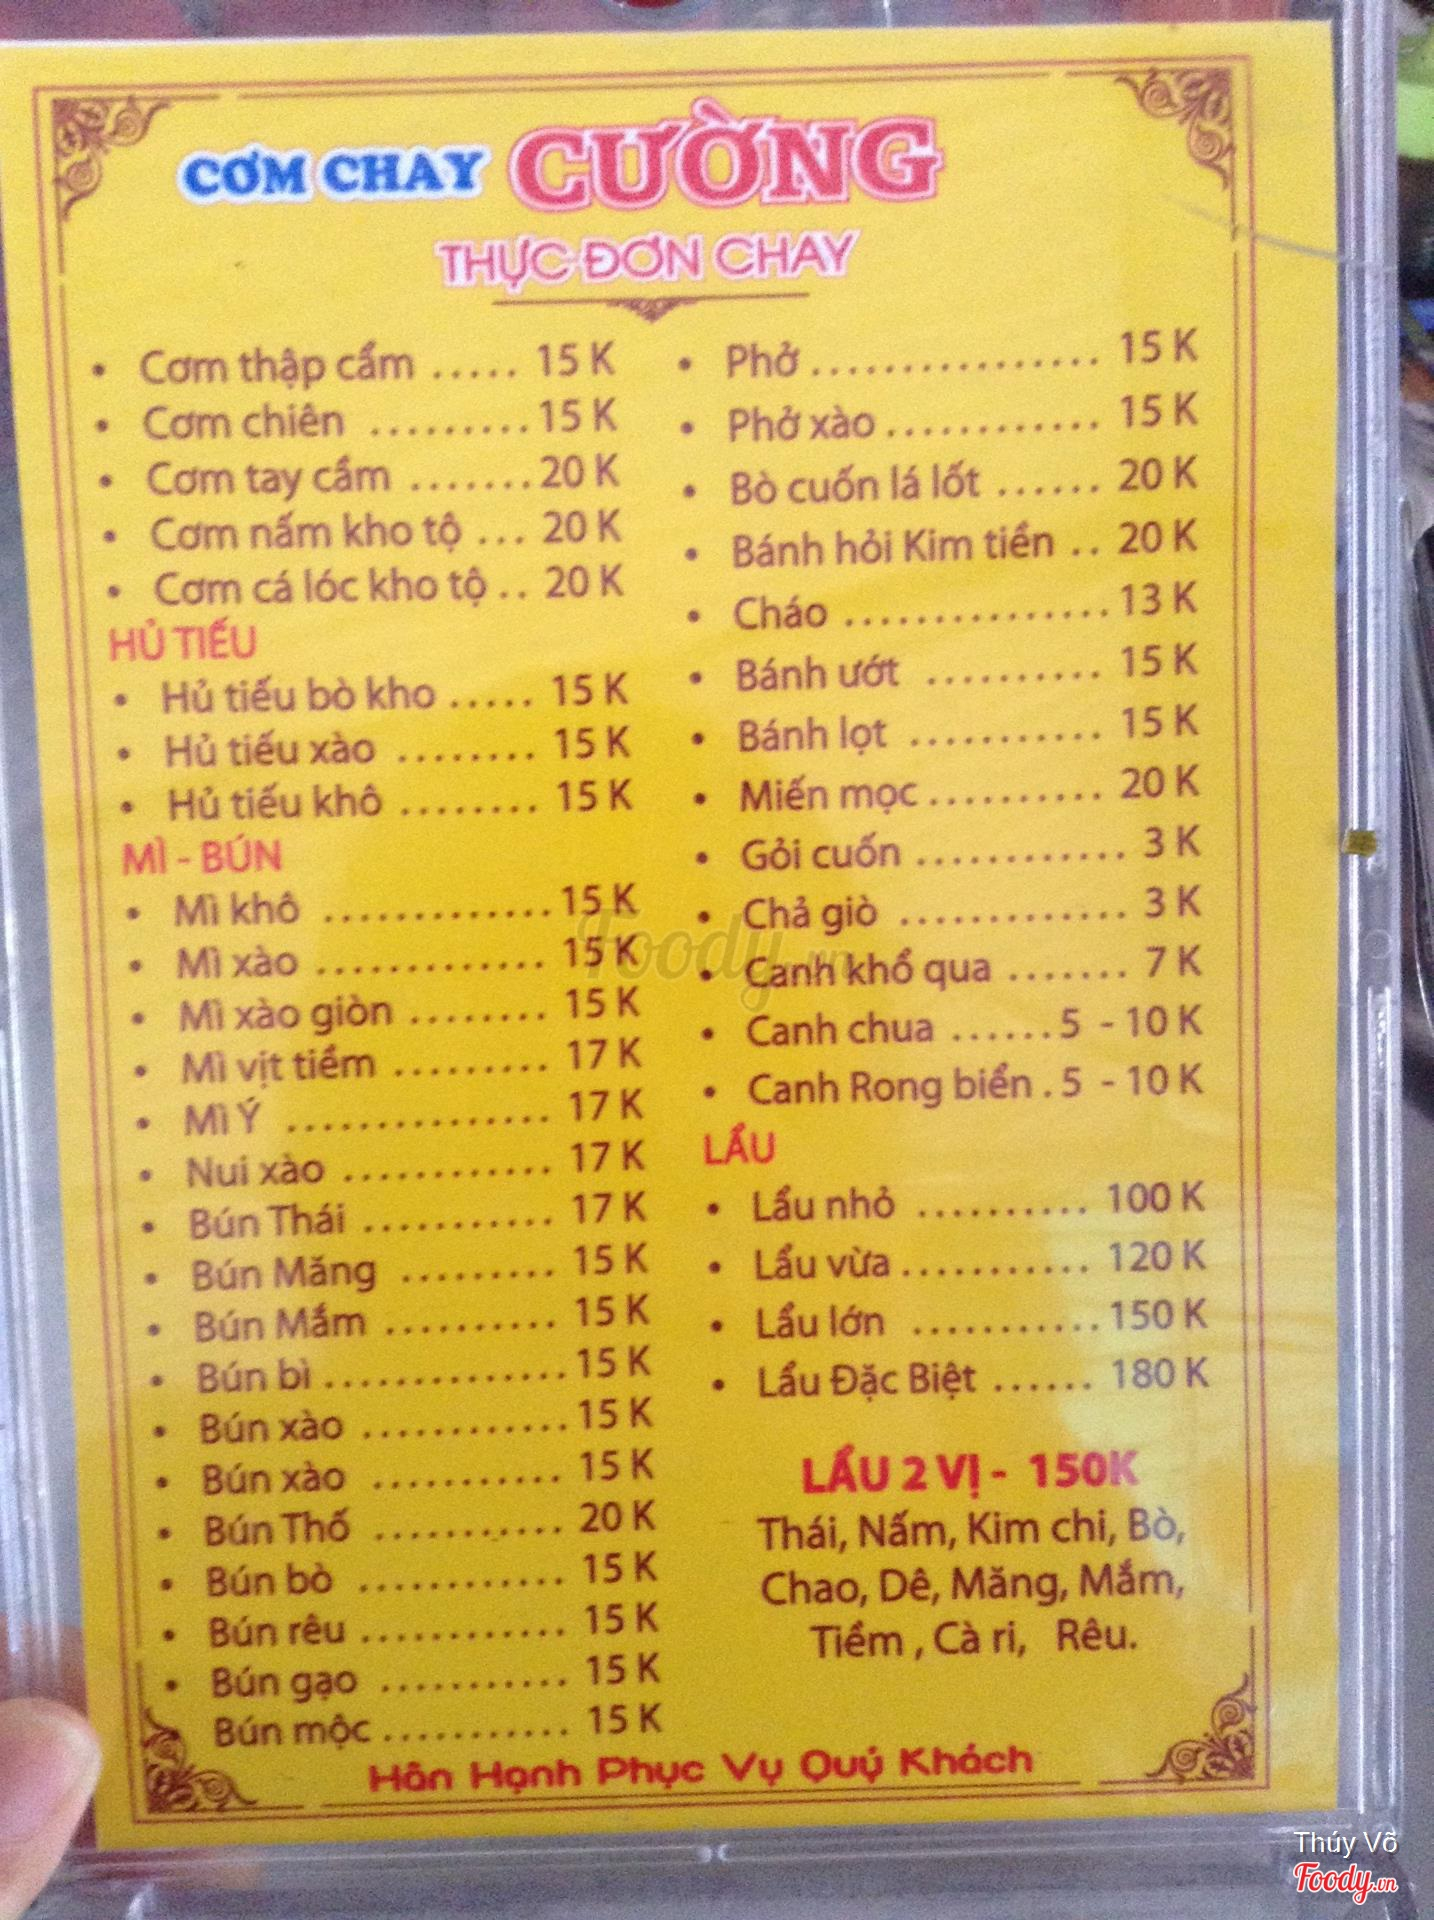 CƠM CHAY CƯỜNG
THỰC ĐƠN CHAY
• Cơm thập cẩm ..... 15 K
• Cơm chiên ......... 15 K
• Cơm tay cầm ....... 20 K
• Cơm nấm kho tộ ... 20 K
• Cơm cá lóc kho tộ .. 20 K
HỦ TIẾU
• Hủ tiếu bò kho ..... 15 K
• Hủ tiếu xào ........ 15 K
• Hủ tiếu khô ........ 15 K
MÌ - BÚN
• Mì khô ............. 15 K
• Mì xào ............. 15 K
• Mì xào giòn ........ 15 K
• Mì vịt tiềm ......... 17 K
• Mì Ý ............... 17 K
• Nui xào ............ 17 K
• Bún Thái ........... 17 K
• Bún Măng ......... 15 K
• Bún Mắm .......... 15 K
• Bún bì .............. 15 K
• Bún xào ............ 15 K
• Bún xào ........... 15 K
• Bún Thố ........... 20 K
• Bún bò ............ 15 K
• Bún rêu ............ 15 K
• Bún gạo ........... 15 K
Bún mộc ........... 15 K
• Phở ................ 15 K
• Phở xào ............ 15 K
• Bò cuốn lá lốt ...... 20 K
• Bánh hỏi Kim tiền .. 20 K
• Cháo ............... 13 K
• Bánh ướt .......... 15 K
• Bánh lọt ........... 15 K
• Miến mọc .......... 20 K
• Gỏi cuốn ............ 3 K
• Chả giò ............. 3 K
• Canh khổ qua ....... 7 K
• Canh chua ...... 5 - 10 K
• Canh Rong biển . 5 - 10 K
LẨU
• Lẩu nhỏ .......... 100 K
• Lẩu vừa ........... 120 K
• Lẩu lớn ........... 150 K
• Lẩu Đặc Biệt ...... 180 K
LẨU 2 VỊ - 150K
Thái, Nấm, Kim chi, Bò,
Chao, Dê, Măng, Mắm,
Tiềm , Cà ri, Rêu.
Hân Hạnh Phục Vụ Quý Khách
Foody.vn
Thúy Võ
Foody.vn